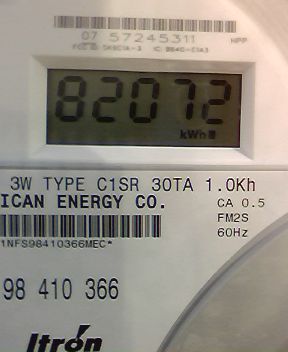 07 57245311
82072
kWh
3W TYPE C1SR 30TA 1.0Kh
ICAN ENERGY CO.
CA 0.5
FM2S
60Hz
1NFS98410366MEC*
98 410 366
Itron